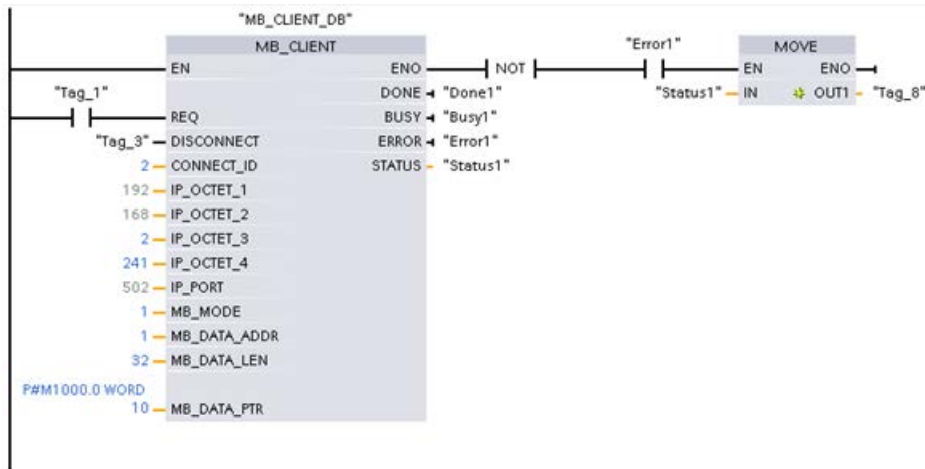 "MB_CLIENT_DB"
MB_CLIENT
"Error1"
MOVE
EN ENO NOT EN ENO
DONE "Done1"
"Status1" IN OUT1 "Tag_8"
"Tag_1"
REQ BUSY "Busy1"
"Tag_3" DISCONNECT ERROR "Error1"
2 CONNECT_ID STATUS "Status1"
192 IP_OCTET_1
168 IP_OCTET_2
2 IP_OCTET_3
241 IP_OCTET_4
502 IP_PORT
1 MB_MODE
1 MB_DATA_ADDR
32 MB_DATA_LEN
P#M1000.0 WORD
10 MB_DATA_PTR